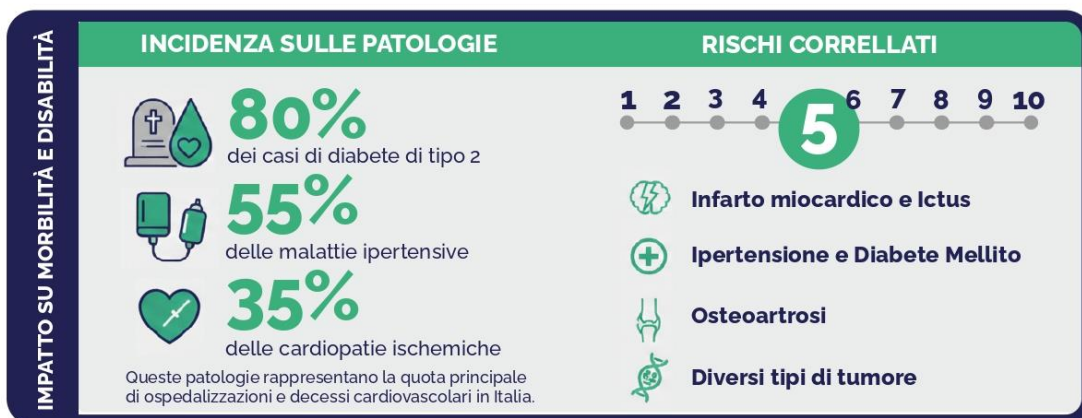 IMPATTO SU MORBILITÀ E DISABILITÀ
INCIDENZA SULLE PATOLOGIE
80%
dei casi di diabete di tipo 2
55%
delle malattie ipertensive
35%
delle cardiopatie ischemiche
Queste patologie rappresentano la quota principale
di ospedalizzazioni e decessi cardiovascolari in Italia.
RISCHI CORRELLATI
1 2 3 4 5 6 7 8 9 10
Infarto miocardico e Ictus
Ipertensione e Diabete Mellito
Osteoartrosi
Diversi tipi di tumore